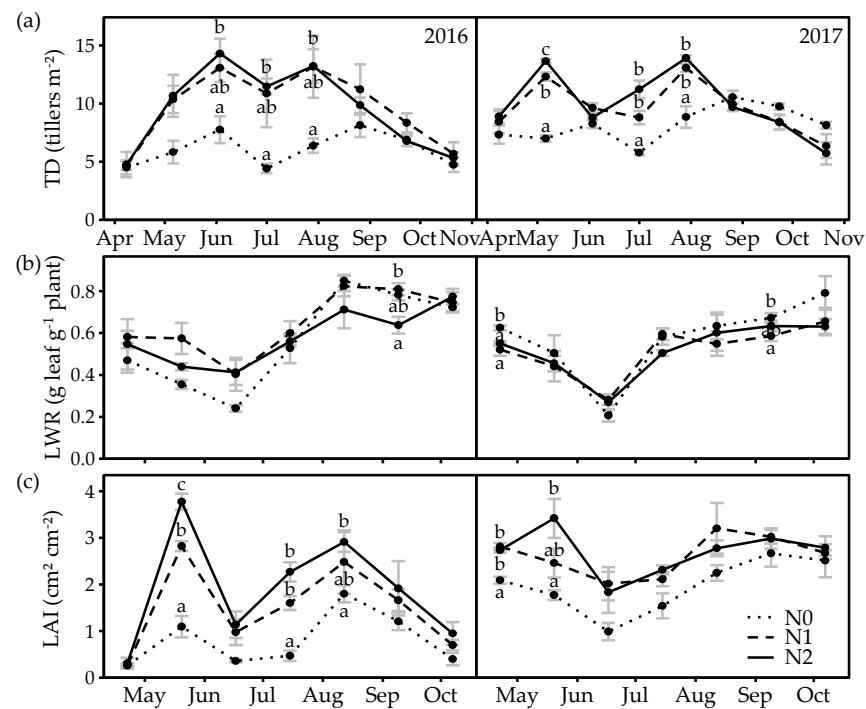 (a)
2016
2017
TD (tillers m⁻²)
15
10
5
0
b
ab
a
b
ab
a
b
a
c
b
a
b
b
a
b
b
a
Apr May Jun Jul Aug Sep Oct Nov
Apr May Jun Jul Aug Sep Oct Nov
(b)
LWR (g leaf g⁻¹ plant)
0.8
0.6
0.4
0.2
0.0
b
ab
a
b
a
a
b
ab
a
(c)
LAI (cm² cm⁻²)
4
3
2
1
0
c
b
a
b
b
a
b
ab
a
b
b
a
b
ab
a
N0
N1
N2
May Jun Jul Aug Sep Oct
May Jun Jul Aug Sep Oct